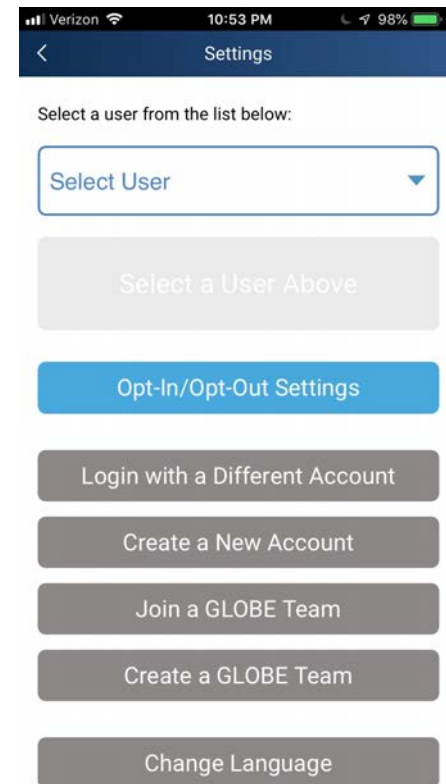 Verizon 10:53 PM 98%
Settings
Select a user from the list below:
Select User
Select a User Above
Opt-In/Opt-Out Settings
Login with a Different Account
Create a New Account
Join a GLOBE Team
Create a GLOBE Team
Change Language